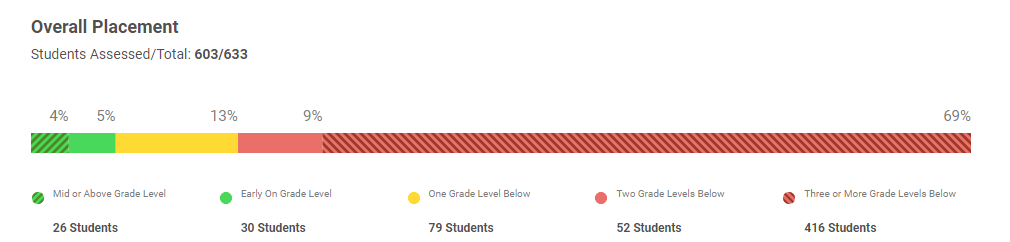 Overall Placement
Students Assessed/Total: 603/633
4% 5% 13% 9% 69%
Mid or Above Grade Level Early On Grade Level One Grade Level Below Two Grade Levels Below Three or More Grade Levels Below
26 Students 30 Students 79 Students 52 Students 416 Students